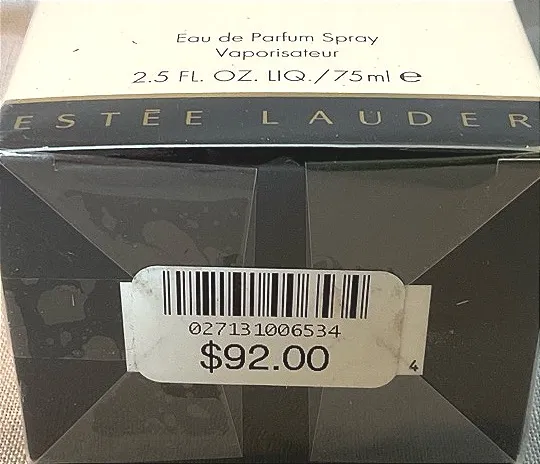 Eau de Parfum Spray
Vaporisateur
2.5 FL. OZ. LIQ./75ml ℮
ESTĒE LAUDER
027131006534
$92.00
4